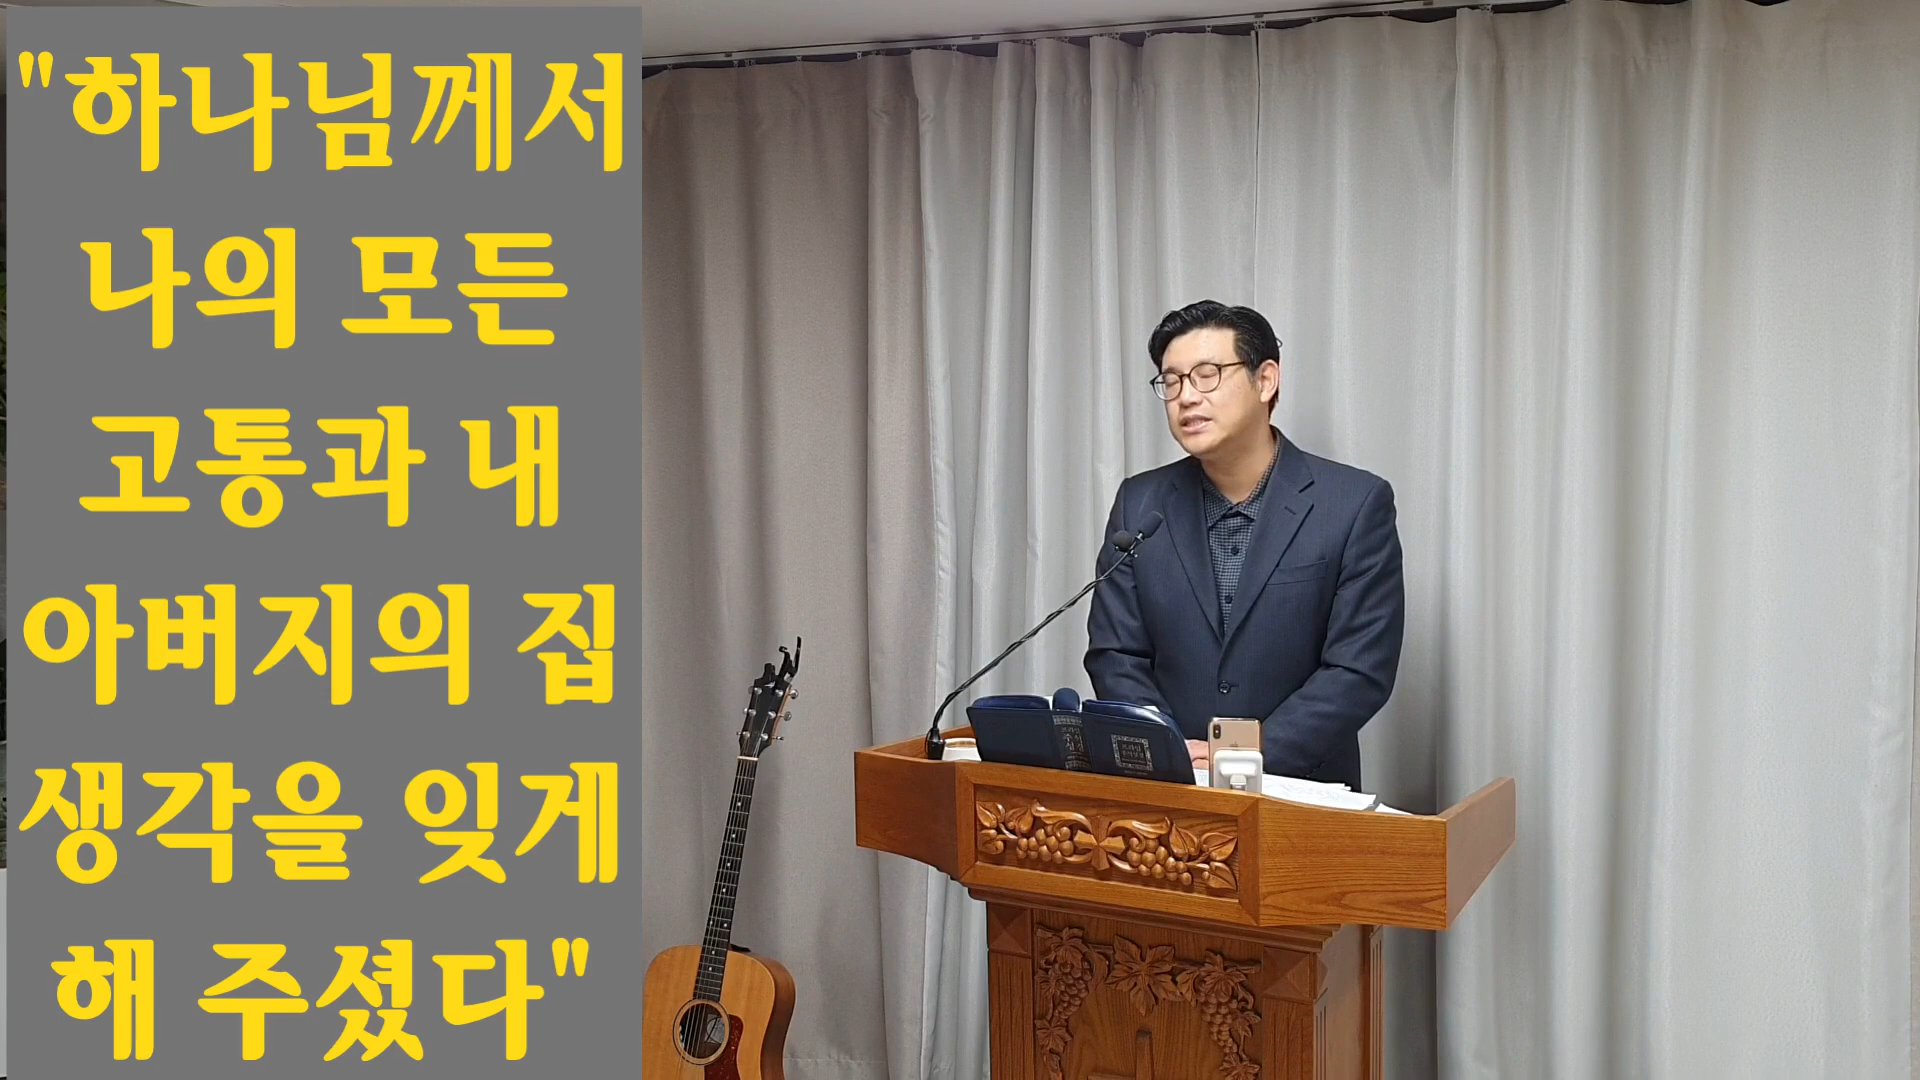 "하나님께서
나의 모든
고통과 내
아버지의 집
생각을 잊게
해 주셨다"